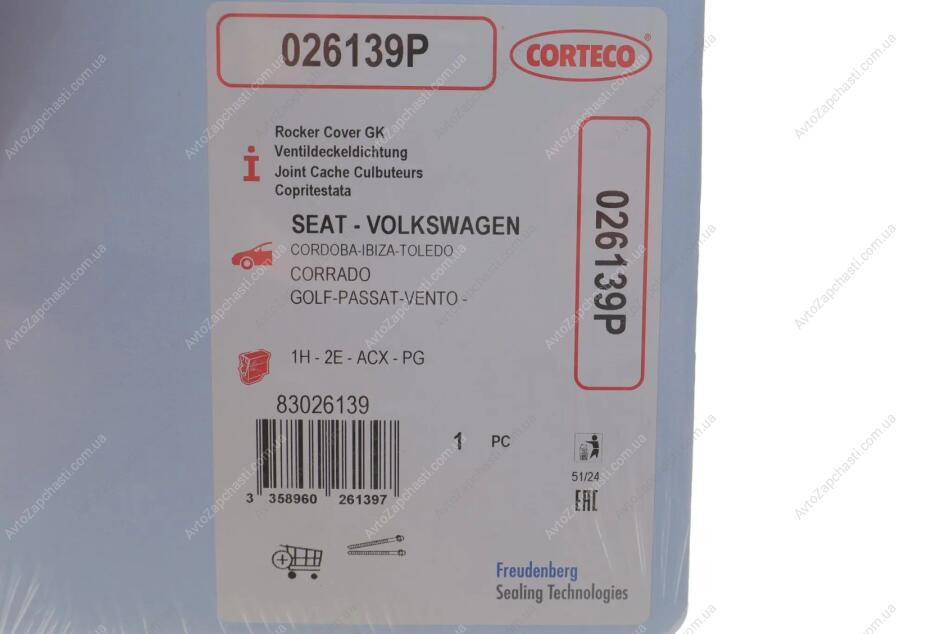 026139P
CORTECO®
Rocker Cover GK
Ventildeckeldichtung
Joint Cache Culbuteurs
Copritestata
026139P
SEAT - VOLKSWAGEN
CORDOBA-IBIZA-TOLEDO
CORRADO
GOLF-PASSAT-VENTO -
1H - 2E - ACX - PG
83026139
1 PC
3 358960 261397
51/24
EAC
Freudenberg
Sealing Technologies
AvtoZapchasti.com.ua